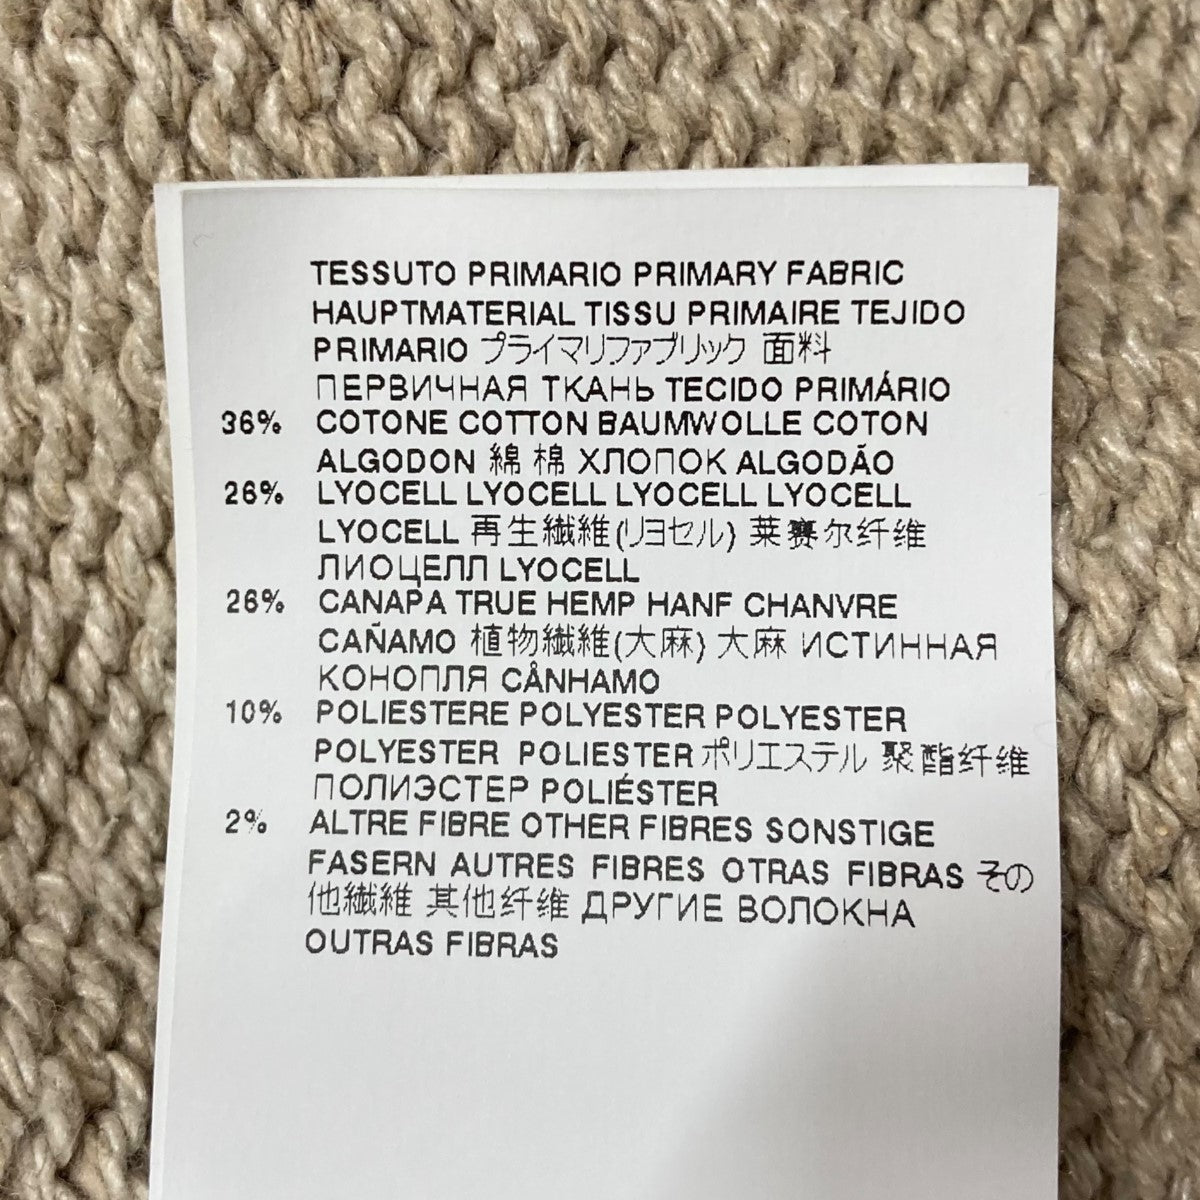 TESSUTO PRIMARIO PRIMARY FABRIC
HAUPTMATERIAL TISSU PRIMAIRE TEJIDO
PRIMARIO プライマリファブリック 面料
ПЕРВИЧНАЯ ТКАНЬ TECIDO PRIMÁRIO
36% COTONE COTTON BAUMWOLLE COTON
ALGODON 綿 棉 ХЛОПОК ALGODÃO
26% LYOCELL LYOCELL LYOCELL LYOCELL
LYOCELL 再生繊維(リヨセル) 莱赛尔纤维
ЛИОЦЕЛЛ LYOCELL
26% CANAPA TRUE HEMP HANF CHANVRE
CAÑAMO 植物繊維(大麻) 大麻 ИСТИННАЯ
КОНОПЛЯ CÂNHAMO
10% POLIESTERE POLYESTER POLYESTER
POLYESTER POLIESTER ポリエステル 聚酯纤维
ПОЛИЭСТЕР POLIÉSTER
2% ALTRE FIBRE OTHER FIBRES SONSTIGE
FASERN AUTRES FIBRES OTRAS FIBRAS その
他繊維 其他纤维 ДРУГИЕ ВОЛОКНА
OUTRAS FIBRAS